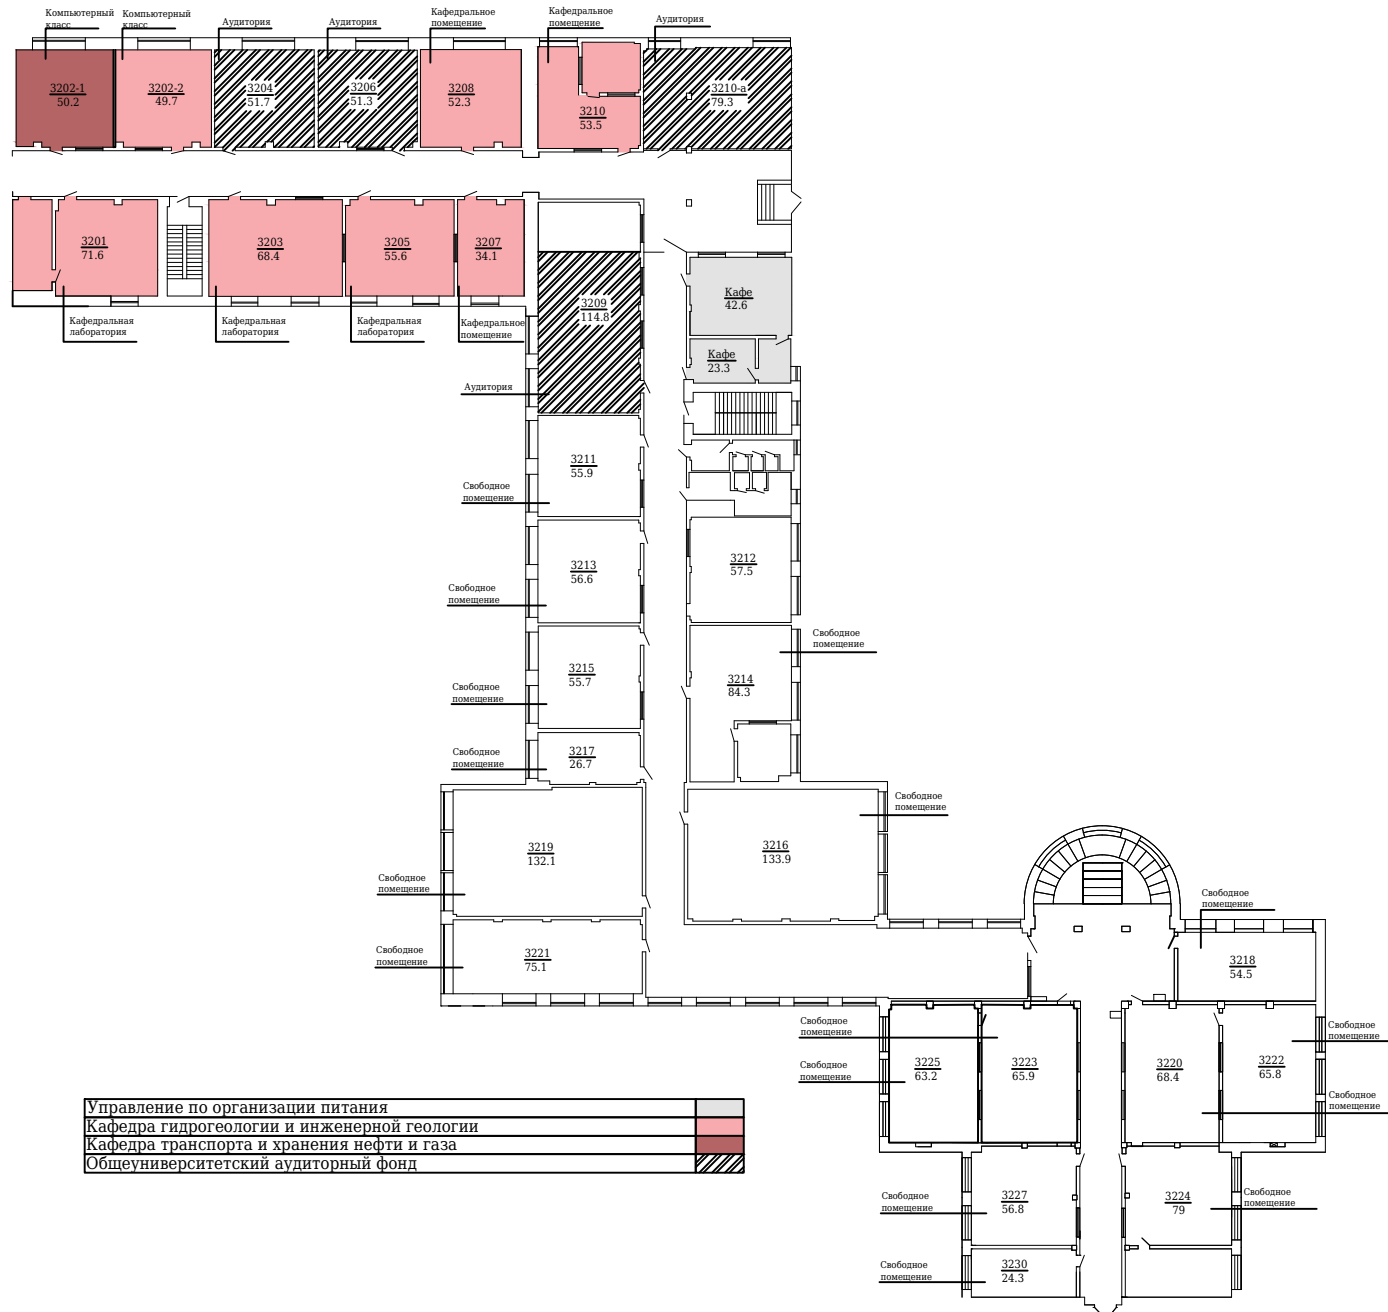 Компьютерный
класс
Компьютерный
класс
Аудитория
Аудитория
Кафедральное
помещение
Кафедральное
помещение
Аудитория
3202-1
50.2
3202-2
49.7
3204
51.7
3206
51.3
3208
52.3
3210
53.5
3210-а
79.3
3201
71.6
3203
68.4
3205
55.6
3207
34.1
Кафедральная
лаборатория
Кафедральная
лаборатория
Кафедральная
лаборатория
Кафедральное
помещение
3209
114.8
Кафе
42.6
Кафе
23.3
Аудитория
3211
55.9
Свободное
помещение
3213
56.6
Свободное
помещение
3212
57.5
3215
55.7
Свободное
помещение
3214
84.3
Свободное
помещение
3217
26.7
Свободное
помещение
3219
132.1
Свободное
помещение
3216
133.9
Свободное
помещение
3221
75.1
Свободное
помещение
Свободное
помещение
3218
54.5
Свободное
помещение
Свободное
помещение
3225
63.2
3223
65.9
3220
68.4
3222
65.8
Свободное
помещение
Свободное
помещение
Управление по организации питания
Кафедра гидрогеологии и инженерной геологии
Кафедра транспорта и хранения нефти и газа
Общеуниверситетский аудиторный фонд
Свободное
помещение
3227
56.8
3224
79
Свободное
помещение
Свободное
помещение
3230
24.3